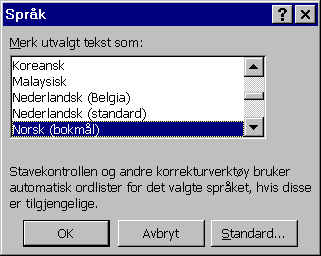 Språk
Merk utvalgt tekst som:
Koreansk
Malaysisk
Nederlandsk (Belgia)
Nederlandsk (standard)
Norsk (bokmål)
Stavekontrollen og andre korrekturverktøy bruker
automatisk ordlister for det valgte språket, hvis disse
er tilgjengelige.
OK Avbryt Standard...